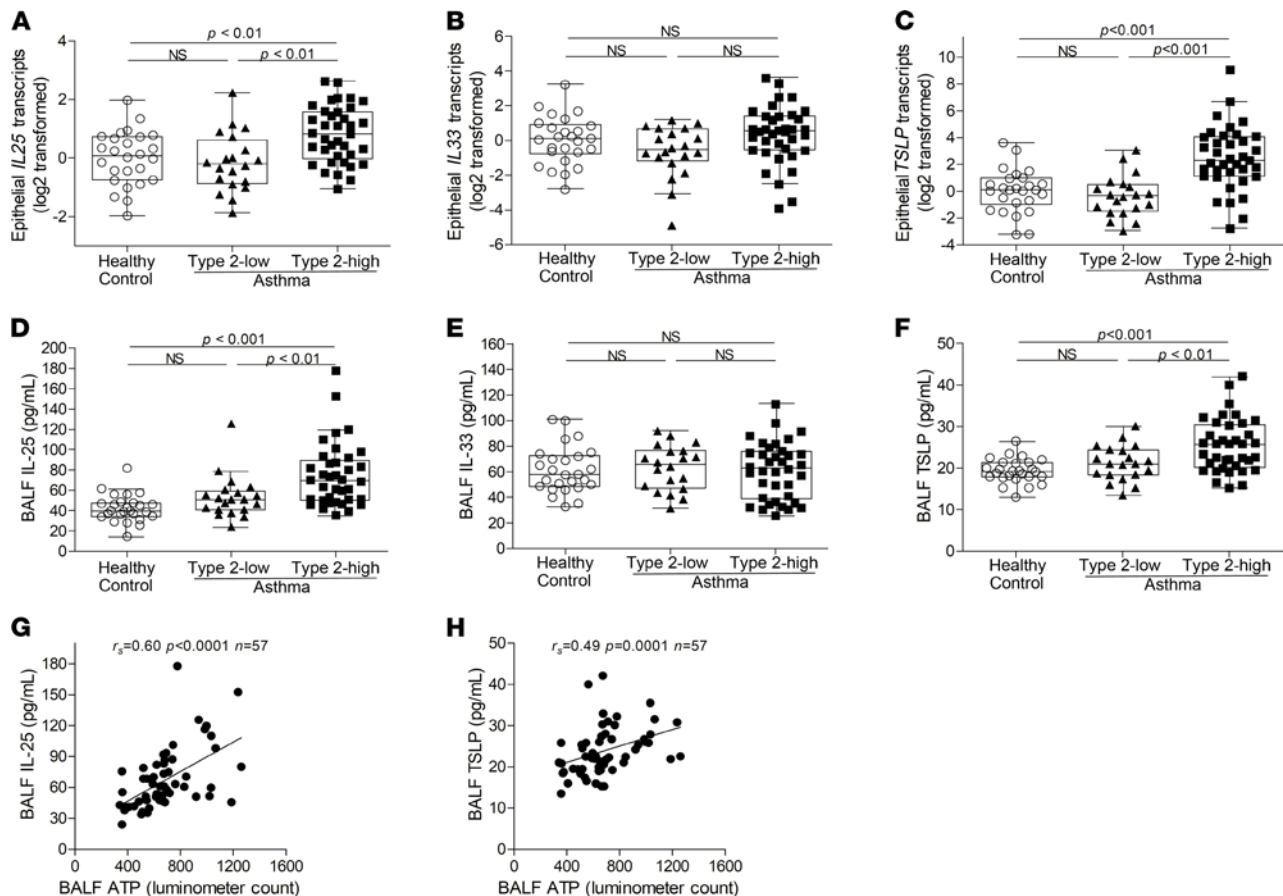 A
p < 0.01
NS
p < 0.01
Epithelial IL25 transcripts
(log2 transformed)
4
2
0
-2
Healthy
Control
Type 2-low
Type 2-high
Asthma
B
NS
NS
NS
Epithelial IL33 transcripts
(log2 transformed)
6
4
2
0
-2
-4
-6
Healthy
Control
Type 2-low
Type 2-high
Asthma
C
p<0.001
NS
p<0.001
Epithelial TSLP transcripts
(log2 transformed)
10
8
6
4
2
0
-2
-4
Healthy
Control
Type 2-low
Type 2-high
Asthma
D
p < 0.001
NS
p < 0.01
BALF IL-25 (pg/mL)
200
180
160
140
120
100
80
60
40
20
0
Healthy
Control
Type 2-low
Type 2-high
Asthma
E
NS
NS
NS
BALF IL-33 (pg/mL)
160
140
120
100
80
60
40
20
0
Healthy
Control
Type 2-low
Type 2-high
Asthma
F
p<0.001
NS
p < 0.01
BALF TSLP (pg/mL)
50
40
30
20
10
0
Healthy
Control
Type 2-low
Type 2-high
Asthma
G
rs=0.60 p<0.0001 n=57
BALF IL-25 (pg/mL)
180
150
120
90
60
30
0
0
400
800
1200
1600
BALF ATP (luminometer count)
H
rs=0.49 p=0.0001 n=57
BALF TSLP (pg/mL)
50
40
30
20
10
0
0
400
800
1200
1600
BALF ATP (luminometer count)